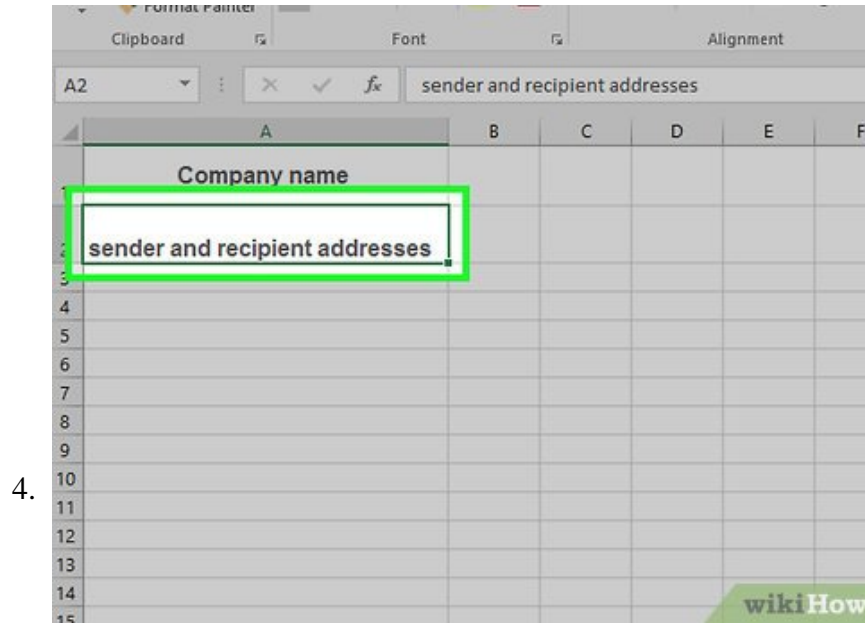 Format Painter
Clipboard Font Alignment
A2 fx sender and recipient addresses
A B C D E F
Company name
2 sender and recipient addresses
3
4
5
6
7
8
9
4. 10
11
12
13
14
15
wikiHow